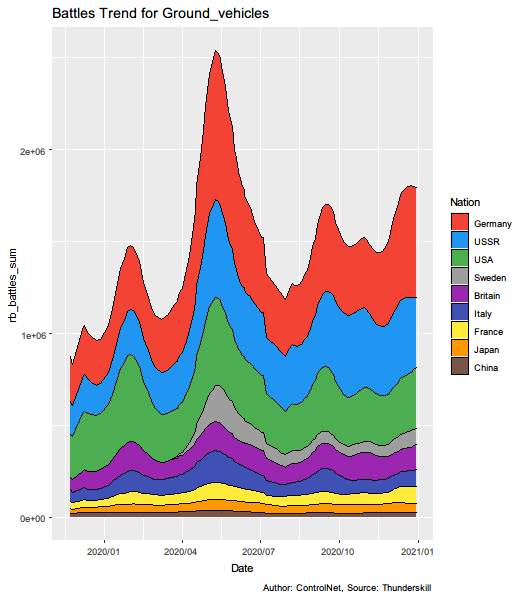 Battles Trend for Ground_vehicles
rb_battles_sum
2e+06
1e+06
0e+00
2020/01
2020/04
2020/07
2020/10
2021/01
Date
Nation
Germany
USSR
USA
Sweden
Britain
Italy
France
Japan
China
Author: ControlNet, Source: Thunderskill